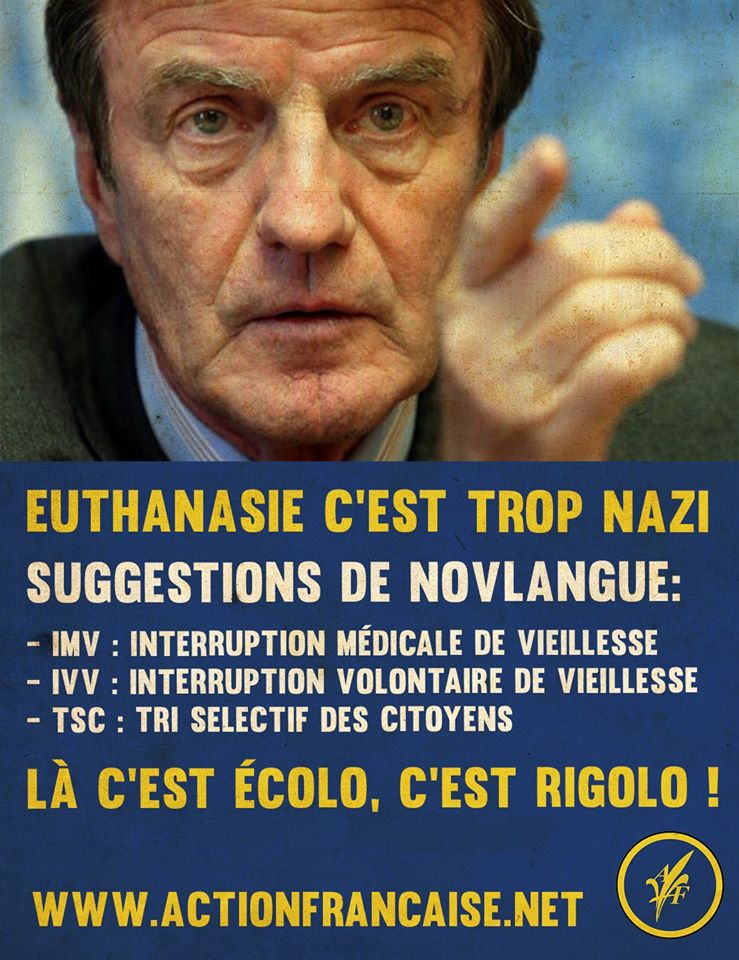 EUTHANASIE C'EST TROP NAZI
SUGGESTIONS DE NOVLANGUE:
- IMV : INTERRUPTION MÉDICALE DE VIEILLESSE
- IVV : INTERRUPTION VOLONTAIRE DE VIEILLESSE
- TSC : TRI SELECTIF DES CITOYENS
LÀ C'EST ÉCOLO, C'EST RIGOLO !
AF
WWW.ACTIONFRANCAISE.NET